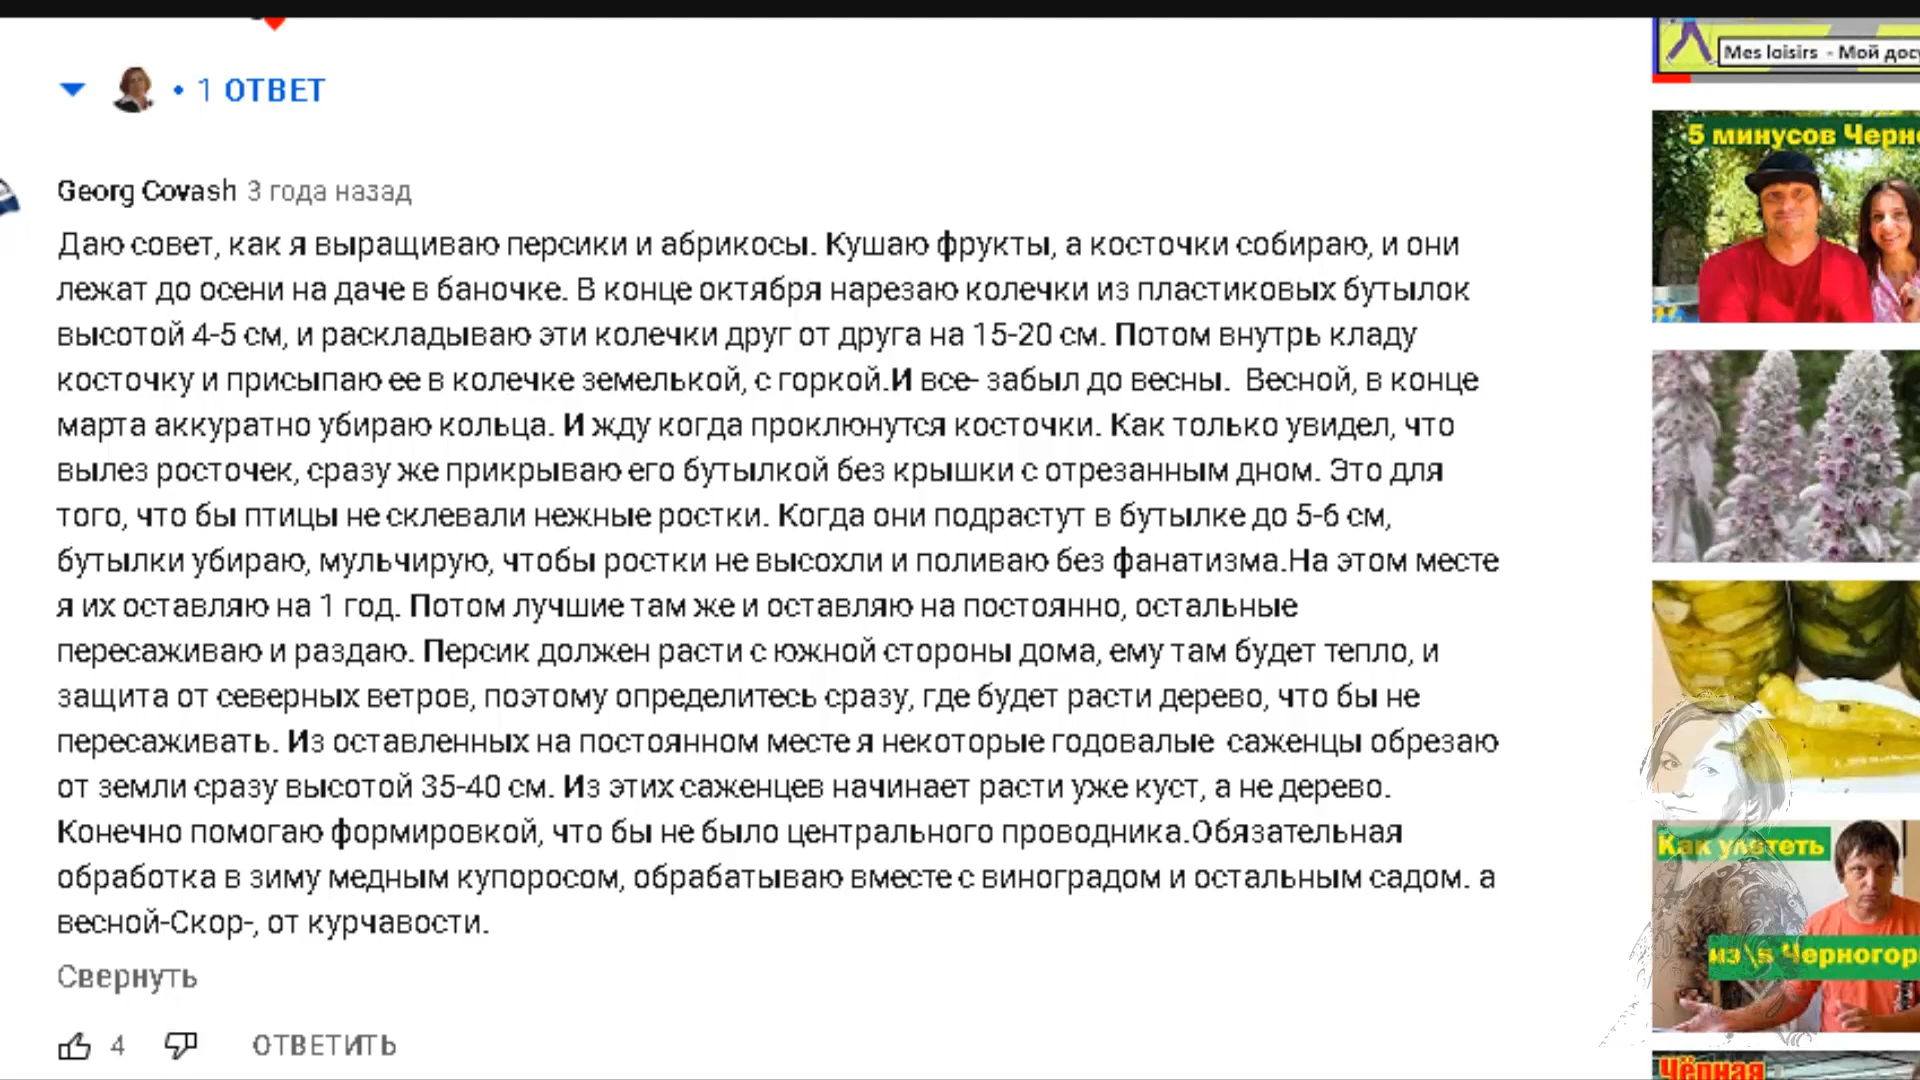 1 ОТВЕТ
Georg Covash 3 года назад
Даю совет, как я выращиваю персики и абрикосы. Кушаю фрукты, а косточки собираю, и они
лежат до осени на даче в баночке. В конце октября нарезаю колечки из пластиковых бутылок
высотой 4-5 см, и раскладываю эти колечки друг от друга на 15-20 см. Потом внутрь кладу
косточку и присыпаю ее в колечке земелькой, с горкой.И все- забыл до весны. Весной, в конце
марта аккуратно убираю кольца. И жду когда проклюнутся косточки. Как только увидел, что
вылез росточек, сразу же прикрываю его бутылкой без крышки с отрезанным дном. Это для
того, что бы птицы не склевали нежные ростки. Когда они подрастут в бутылке до 5-6 см,
бутылки убираю, мульчирую, чтобы ростки не высохли и поливаю без фанатизма.На этом месте
я их оставляю на 1 год. Потом лучшие там же и оставляю на постоянно, остальные
пересаживаю и раздаю. Персик должен расти с южной стороны дома, ему там будет тепло, и
защита от северных ветров, поэтому определитесь сразу, где будет расти дерево, что бы не
пересаживать. Из оставленных на постоянном месте я некоторые годовалые саженцы обрезаю
от земли сразу высотой 35-40 см. Из этих саженцев начинает расти уже куст, а не дерево.
Конечно помогаю формировкой, что бы не было центрального проводника.Обязательная
обработка в зиму медным купоросом, обрабатываю вместе с виноградом и остальным садом. а
весной-Скор-, от курчавости.
Свернуть
4 ОТВЕТИТЬ
Mes loisirs - Мой досу
5 минусов Черно
Как улететь
из\в Черногор
Чёрная